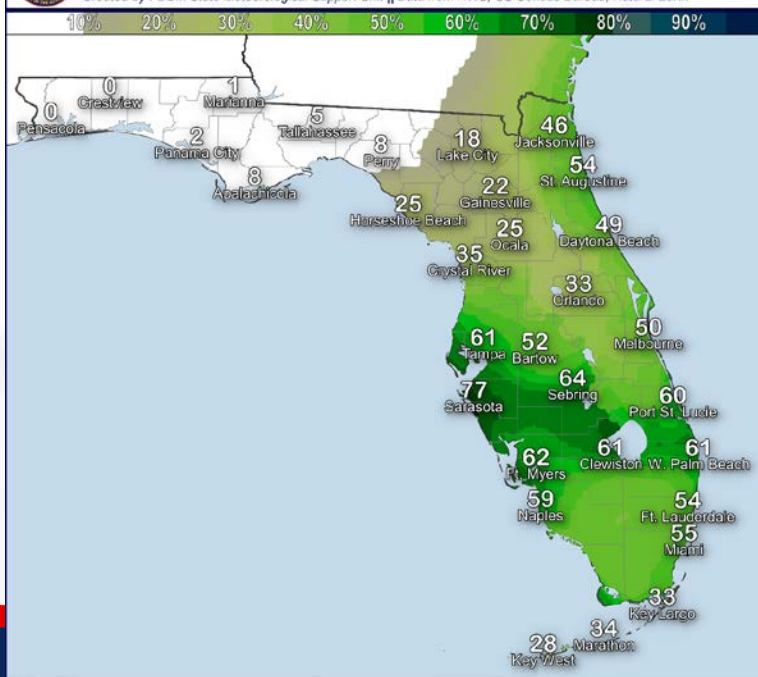 10% 20% 30% 40% 50% 60% 70% 80% 90%
0
Pensacola
0
Crestview
1
Marianna
2
Panama City
5
Tallahassee
8
Apalachicola
8
Perry
18
Lake City
46
Jacksonville
54
St. Augustine
22
Gainesville
25
Horseshoe Beach
25
Ocala
49
Daytona Beach
35
Crystal River
33
Orlando
50
Melbourne
61
Tampa
52
Bartow
64
Sebring
77
Sarasota
60
Port St. Lucie
62
Ft. Myers
61
Clewiston
61
W. Palm Beach
59
Naples
54
Ft. Lauderdale
55
Miami
33
Key Largo
34
Marathon
28
Key West